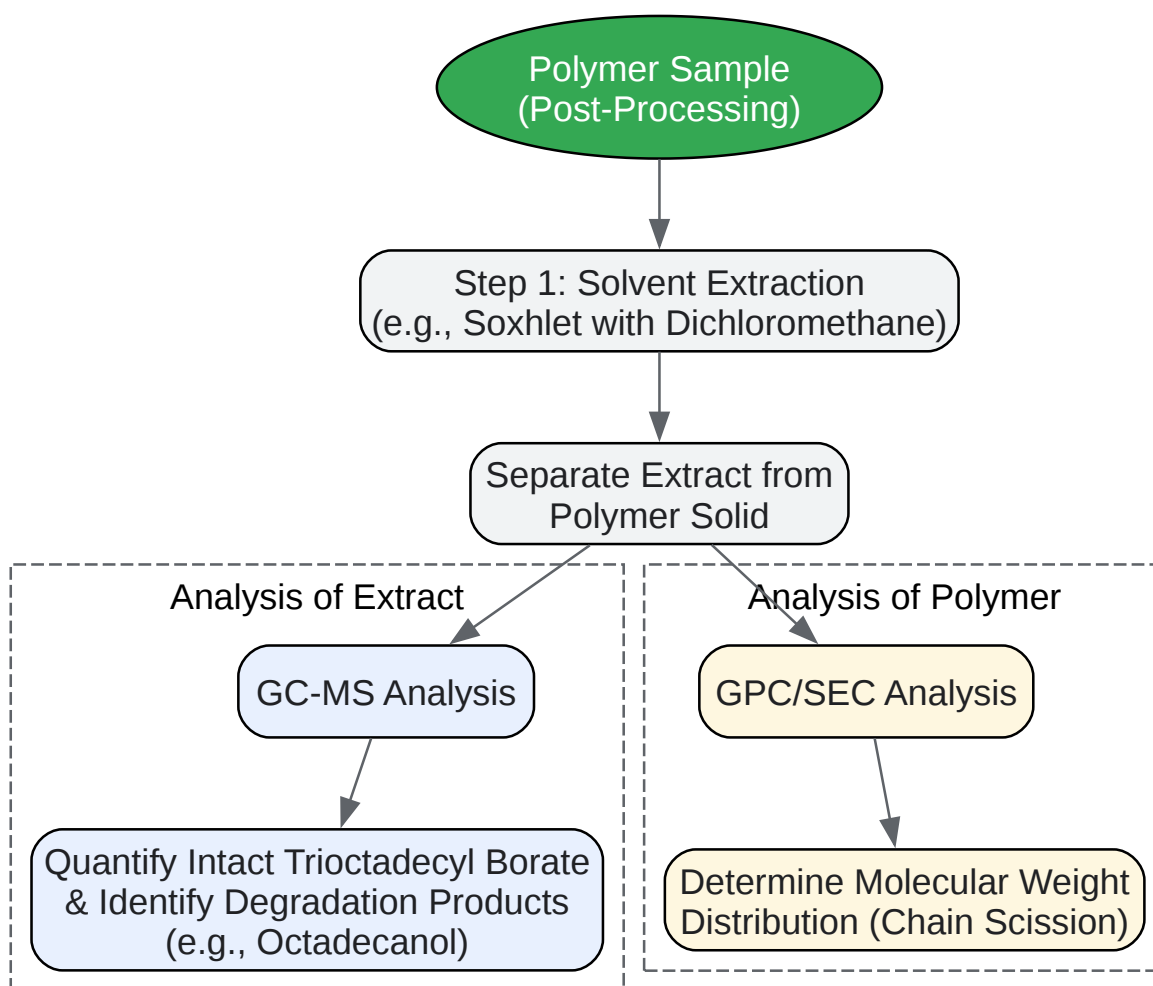 Polymer Sample
(Post-Processing)
Step 1: Solvent Extraction
(e.g., Soxhlet with Dichloromethane)
Separate Extract from
Polymer Solid
Analysis of Extract
GC-MS Analysis
Quantify Intact Trioctadecyl Borate
& Identify Degradation Products
(e.g., Octadecanol)
Analysis of Polymer
GPC/SEC Analysis
Determine Molecular Weight
Distribution (Chain Scission)